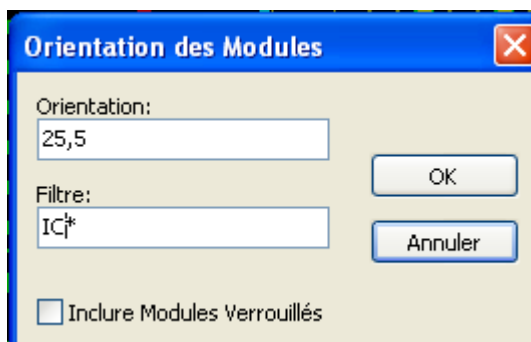 Orientation des Modules
Orientation:
25,5
OK
Filtre:
IC*
Annuler
Inclure Modules Verrouillés